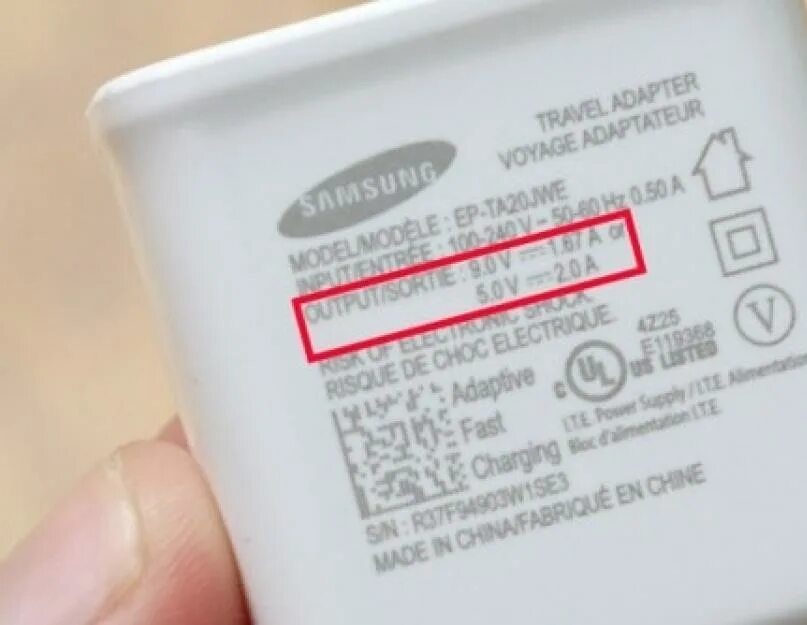 TRAVEL ADAPTER
VOYAGE ADAPTATEUR
SAMSUNG
MODEL/MODÈLE : EP-TA20JWE
INPUT/ENTRÉE : 100-240 V ~ 50-60 Hz 0.50 A
OUTPUT/SORTIE : 9.0 V ⎓ 1.67 A or
5.0 V ⎓ 2.0 A
RISK OF ELECTRONIC SHOCK.
RISQUE DE CHOC ELECTRIQUE.
V
Adaptive
Fast
Charging
4Z25
E119368
c UL us LISTED
I.T.E. Power Supply / I.T.E. Alimentation
Bloc d'alimentation I.T.E
S/N : R37F94903W1SE3
MADE IN CHINA/FABRIQUÉ EN CHINE